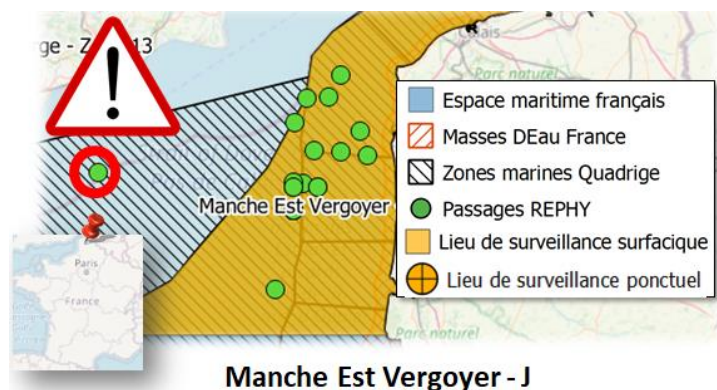 ge - Z
13
Calais
Parc naturel
Espace maritime français
Masses DEau France
Zones marines Quadrige
Manche Est Vergoyer
Passages REPHY
Lieu de surveillance surfacique
Lieu de surveillance ponctuel
Paris
France
Parc naturel
Manche Est Vergoyer - J